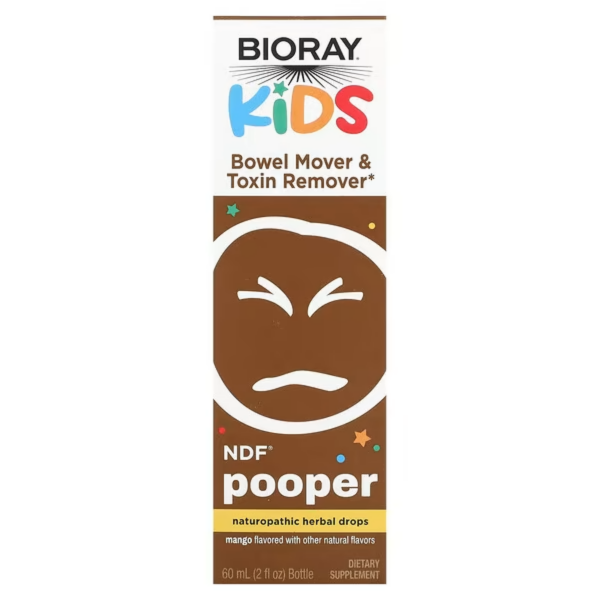 BIORAY®
KiDS
Bowel Mover &
Toxin Remover*
NDF®
pooper
naturopathic herbal drops
mango flavored with other natural flavors
60 mL (2 fl oz) Bottle
DIETARY
SUPPLEMENT